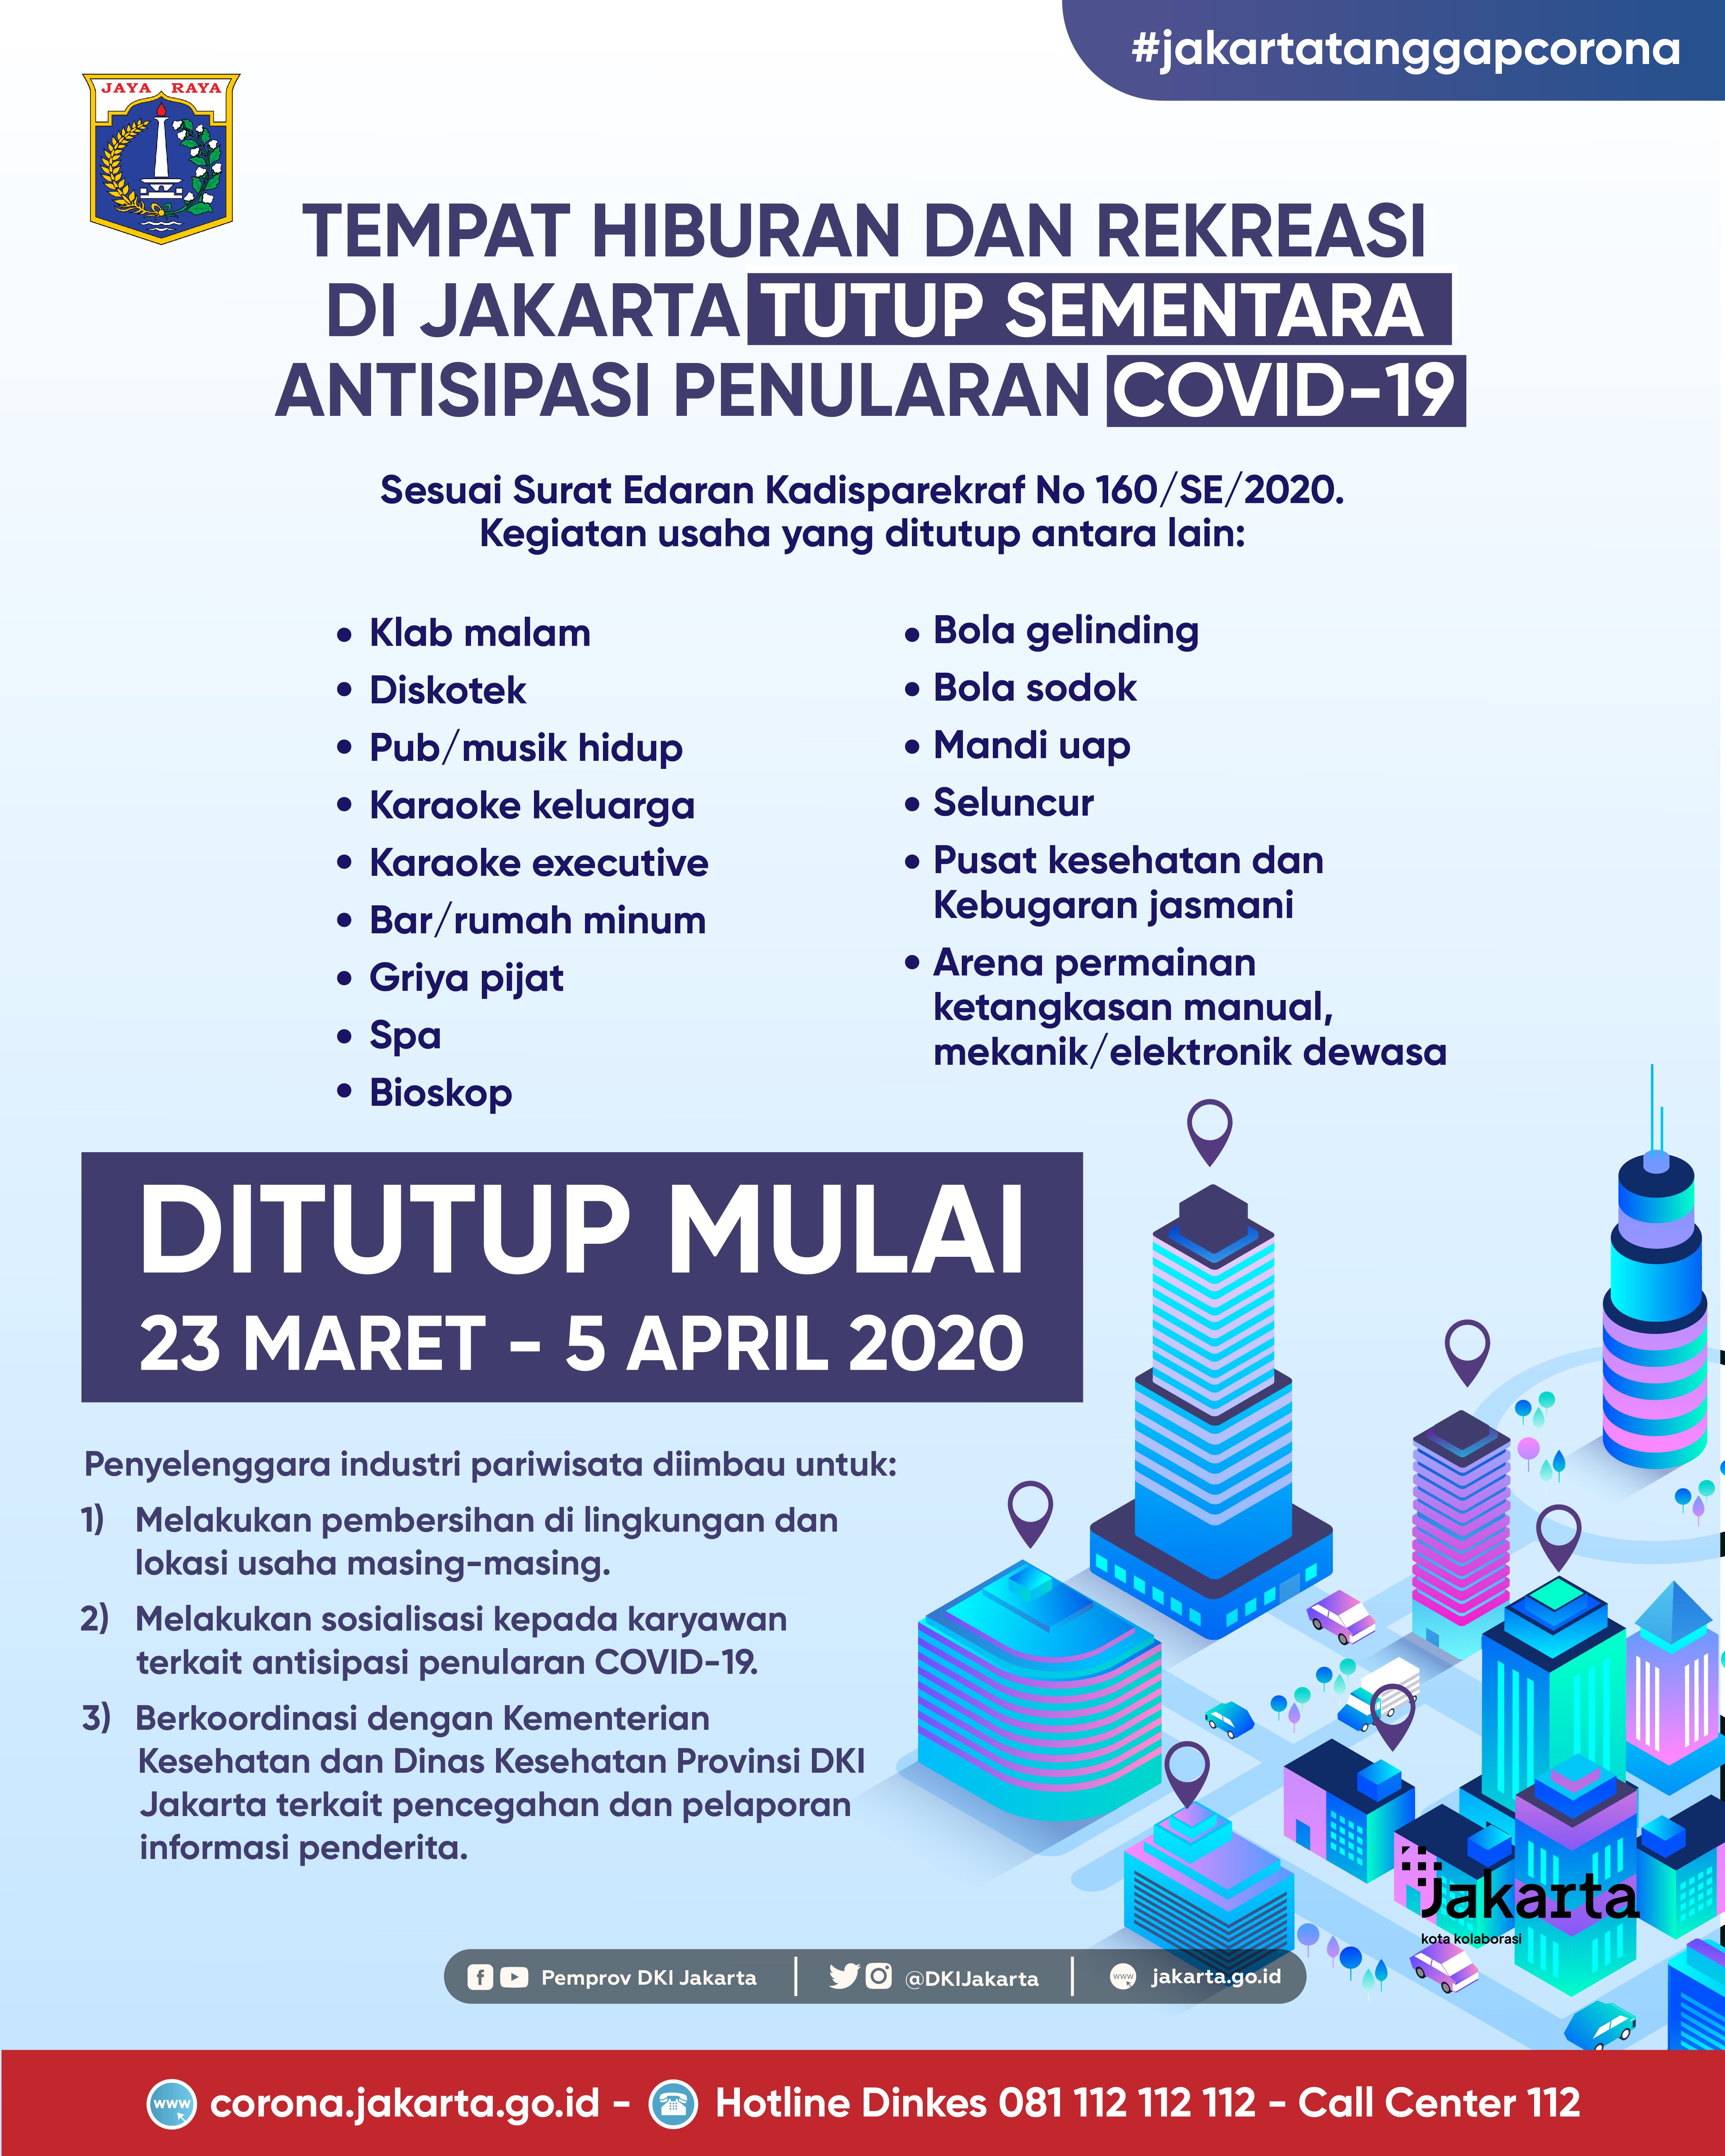 #jakartatanggapcorona
JAYA RAYA
TEMPAT HIBURAN DAN REKREASI
DI JAKARTA TUTUP SEMENTARA
ANTISIPASI PENULARAN COVID-19
Sesuai Surat Edaran Kadisparekraf No 160/SE/2020.
Kegiatan usaha yang ditutup antara lain:
• Klab malam
• Diskotek
• Pub/musik hidup
• Karaoke keluarga
• Karaoke executive
• Bar/rumah minum
• Griya pijat
• Spa
• Bioskop
• Bola gelinding
• Bola sodok
• Mandi uap
• Seluncur
• Pusat kesehatan dan
Kebugaran jasmani
• Arena permainan
ketangkasan manual,
mekanik/elektronik dewasa
DITUTUP MULAI
23 MARET - 5 APRIL 2020
Penyelenggara industri pariwisata diimbau untuk:
1) Melakukan pembersihan di lingkungan dan
lokasi usaha masing-masing.
2) Melakukan sosialisasi kepada karyawan
terkait antisipasi penularan COVID-19.
3) Berkoordinasi dengan Kementerian
Kesehatan dan Dinas Kesehatan Provinsi DKI
Jakarta terkait pencegahan dan pelaporan
informasi penderita.
jakarta
kota kolaborasi
Pemprov DKI Jakarta | @DKIJakarta | www jakarta.go.id
www corona.jakarta.go.id - Hotline Dinkes 081 112 112 112 - Call Center 112